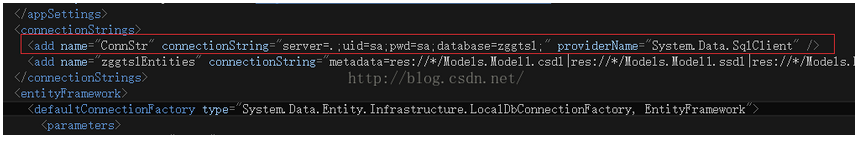 </appSettings>
<connectionStrings>
<add name="ConnStr" connectionString="server=.;uid=sa;pwd=sa;database=zggtsl;" providerName="System.Data.SqlClient" />
<add name="zggtslEntities" connectionString="metadata=res://*/Models.Model1.csdl|res://*/Models.Model1.ssdl|res://*/Models.
</connectionStrings>
http://blog.csdn.net/
<entityFramework>
<defaultConnectionFactory type="System.Data.Entity.Infrastructure.LocalDbConnectionFactory, EntityFramework">
<parameters>